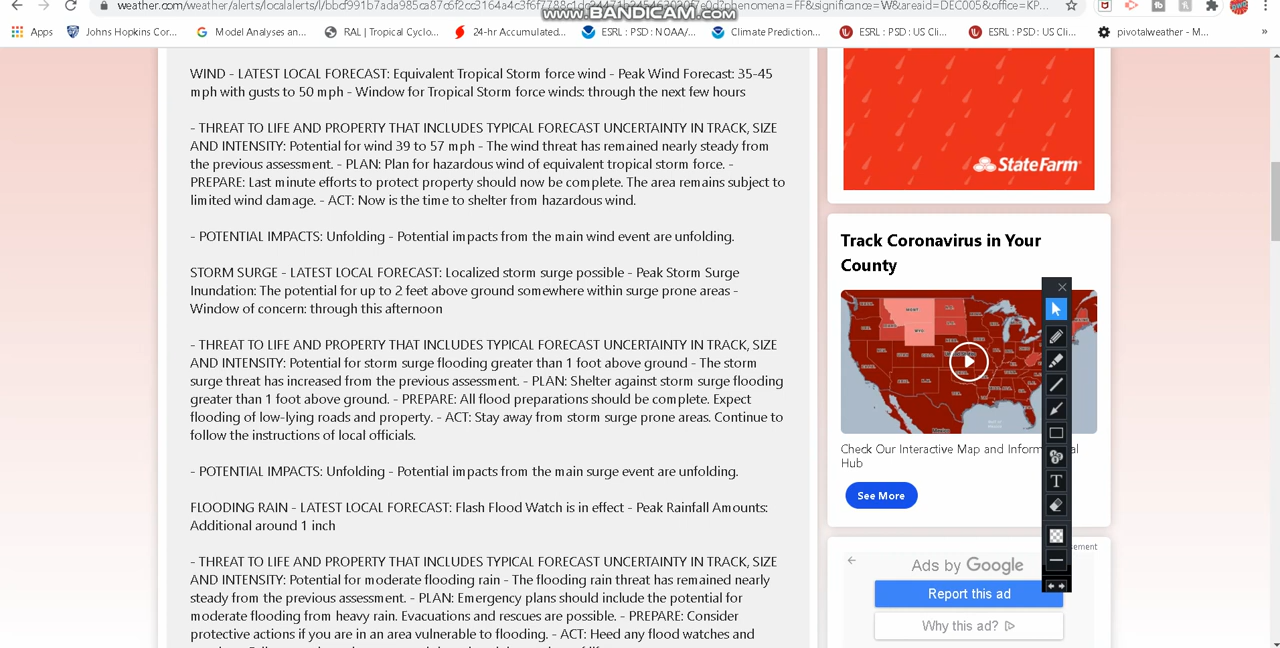 weather.com/weather/alerts/localalerts/l/
www.BANDICAM.com
Apps
Johns Hopkins Cor...
Model Analyses an...
RAL | Tropical Cyclo...
24-hr Accumulated...
ESRL : PSD : NOAA/...
Climate Prediction...
ESRL : PSD : US Cli...
ESRL : PSD : US Cli...
pivotalweather - M...
»
WIND - LATEST LOCAL FORECAST: Equivalent Tropical Storm force wind - Peak Wind Forecast: 35-45
mph with gusts to 50 mph - Window for Tropical Storm force winds: through the next few hours
- THREAT TO LIFE AND PROPERTY THAT INCLUDES TYPICAL FORECAST UNCERTAINTY IN TRACK, SIZE
AND INTENSITY: Potential for wind 39 to 57 mph - The wind threat has remained nearly steady from
the previous assessment. - PLAN: Plan for hazardous wind of equivalent tropical storm force. -
PREPARE: Last minute efforts to protect property should now be complete. The area remains subject to
limited wind damage. - ACT: Now is the time to shelter from hazardous wind.
- POTENTIAL IMPACTS: Unfolding - Potential impacts from the main wind event are unfolding.
STORM SURGE - LATEST LOCAL FORECAST: Localized storm surge possible - Peak Storm Surge
Inundation: The potential for up to 2 feet above ground somewhere within surge prone areas -
Window of concern: through this afternoon
- THREAT TO LIFE AND PROPERTY THAT INCLUDES TYPICAL FORECAST UNCERTAINTY IN TRACK, SIZE
AND INTENSITY: Potential for storm surge flooding greater than 1 foot above ground - The storm
surge threat has increased from the previous assessment. - PLAN: Shelter against storm surge flooding
greater than 1 foot above ground. - PREPARE: All flood preparations should be complete. Expect
flooding of low-lying roads and property. - ACT: Stay away from storm surge prone areas. Continue to
follow the instructions of local officials.
- POTENTIAL IMPACTS: Unfolding - Potential impacts from the main surge event are unfolding.
FLOODING RAIN - LATEST LOCAL FORECAST: Flash Flood Watch is in effect - Peak Rainfall Amounts:
Additional around 1 inch
- THREAT TO LIFE AND PROPERTY THAT INCLUDES TYPICAL FORECAST UNCERTAINTY IN TRACK, SIZE
AND INTENSITY: Potential for moderate flooding rain - The flooding rain threat has remained nearly
steady from the previous assessment. - PLAN: Emergency plans should include the potential for
moderate flooding from heavy rain. Evacuations and rescues are possible. - PREPARE: Consider
protective actions if you are in an area vulnerable to flooding. - ACT: Heed any flood watches and
StateFarm
Track Coronavirus in Your
County
Check Our Interactive Map and Inform al
Hub
See More
ement
Ads by Google
Report this ad
Why this ad?